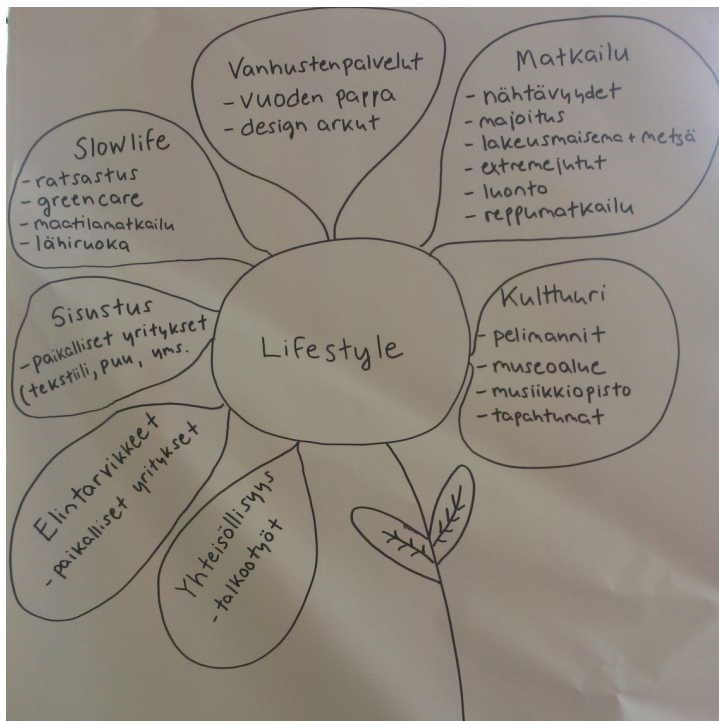 Vanhustenpalvelut
- vuoden pappa
- design arkut
Matkailu
- nähtävyydet
- majoitus
- lakeusmaisema + metsä
- extremejutut
- luonto
- reppumatkailu
Slowlife
- ratsastus
- greencare
- maatilamatkailu
- lähiruoka
Sisustus
- paikalliset yritykset
(tekstiili, puu, yms.
Lifestyle
Kulttuuri
- pelimannit
- museoalue
- musiikkiopisto
- tapahtumat
Elintarvikkeet
- paikalliset yritykset
Yhteisöllisyys
- talkootyöt